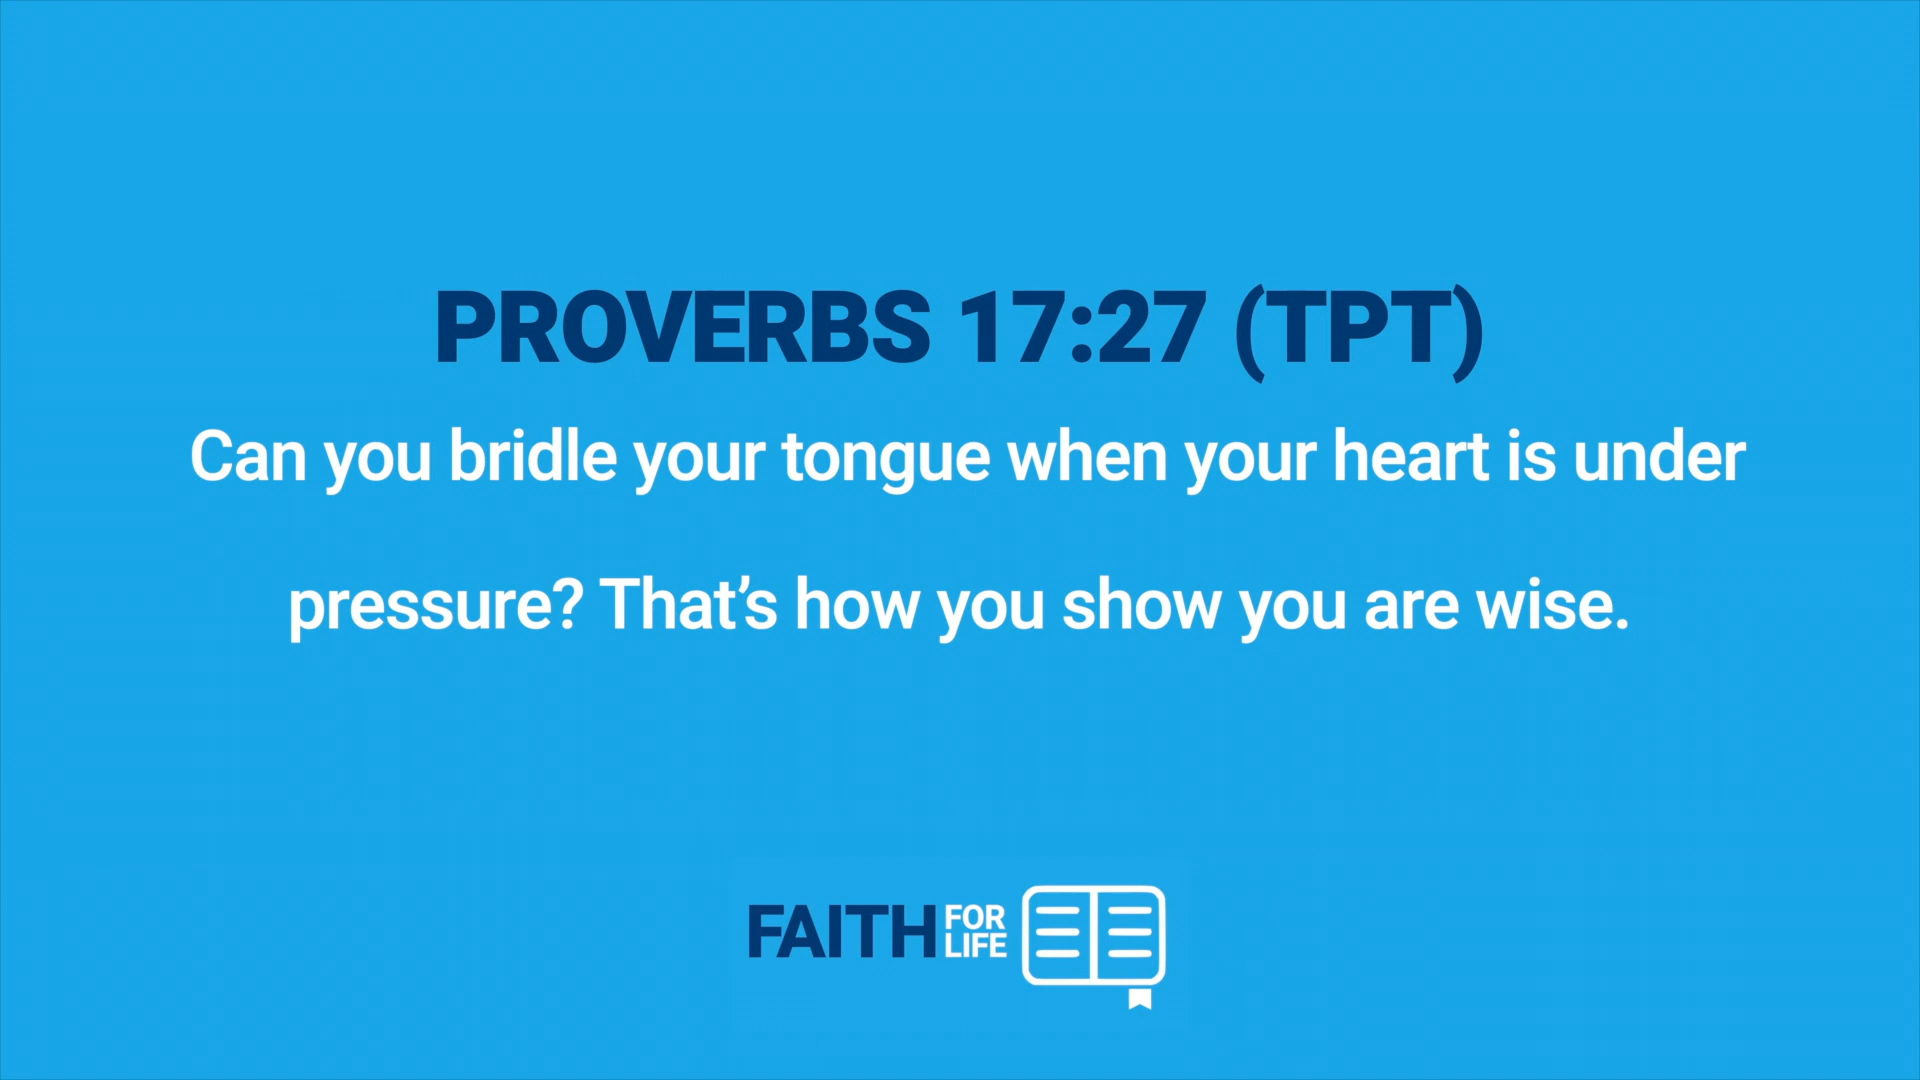 PROVERBS 17:27 (TPT)
Can you bridle your tongue when your heart is under
pressure? That’s how you show you are wise.
FAITH FOR
LIFE